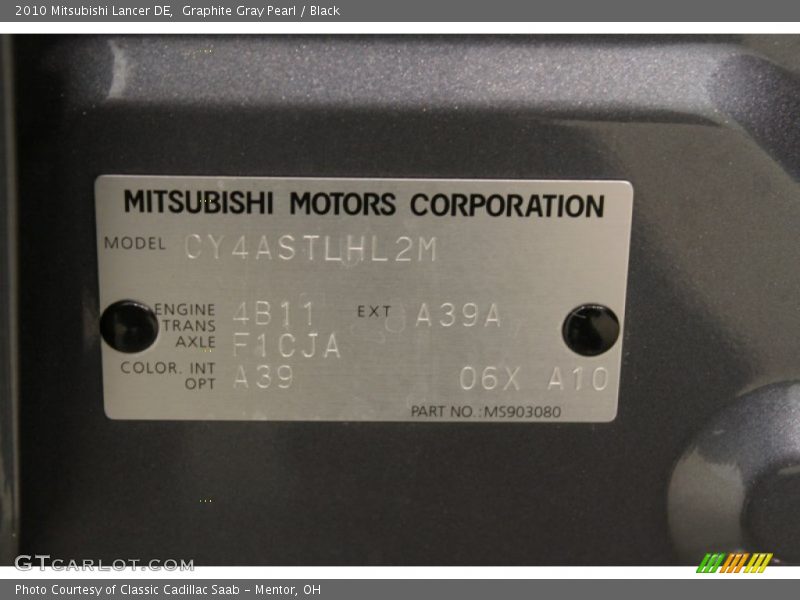 2010 Mitsubishi Lancer DE, Graphite Gray Pearl / Black
MITSUBISHI MOTORS CORPORATION
MODEL CY4ASTLHL2M
ENGINE 4B11 EXT A39A
TRANS
AXLE F1CJA
COLOR. INT
OPT A39 06X A10
PART NO.:MS903080
GTCARLOT.COM
Photo Courtesy of Classic Cadillac Saab - Mentor, OH